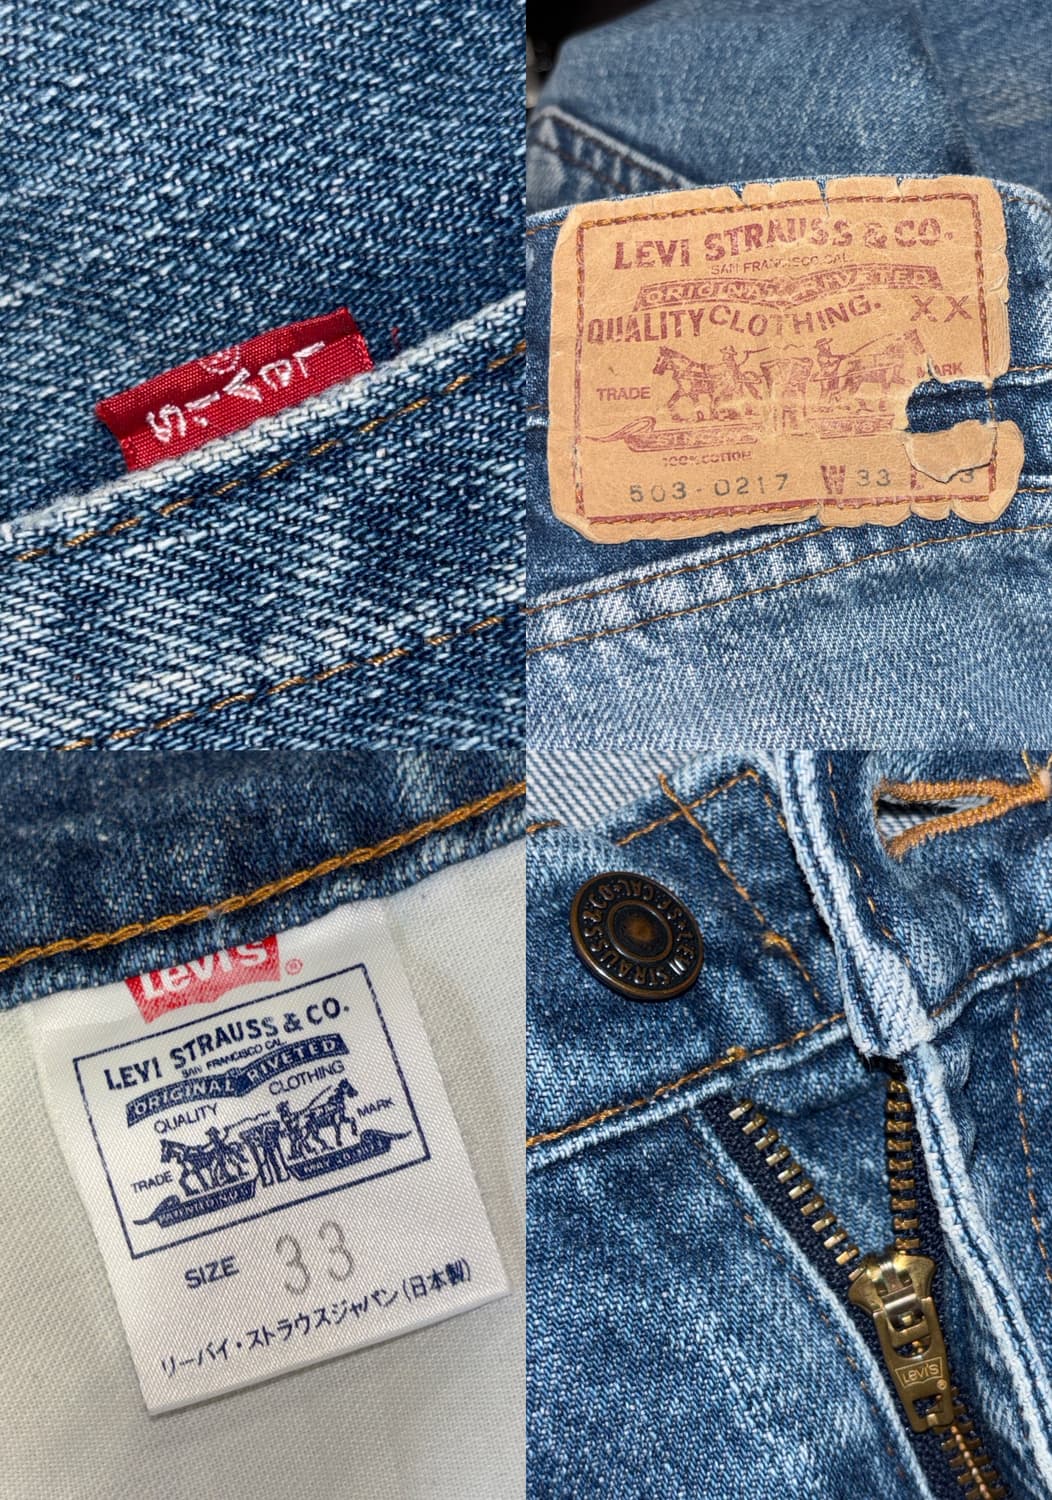 LEVI'S
LEVI STRAUSS & CO.
SAN FRANCISCO CAL
ORIGINAL RIVETED
QUALITY CLOTHING. XX
TRADE MARK
100% COTTON
503-0217 W 33 L 33
Levi's ®
LEVI STRAUSS & CO.
SAN FRANCISCO CAL
ORIGINAL RIVETED
QUALITY CLOTHING
TRADE MARK
SIZE 33
リーバイ・ストラウスジャパン(日本製)
LEVI STRAUSS & CO
Levi's